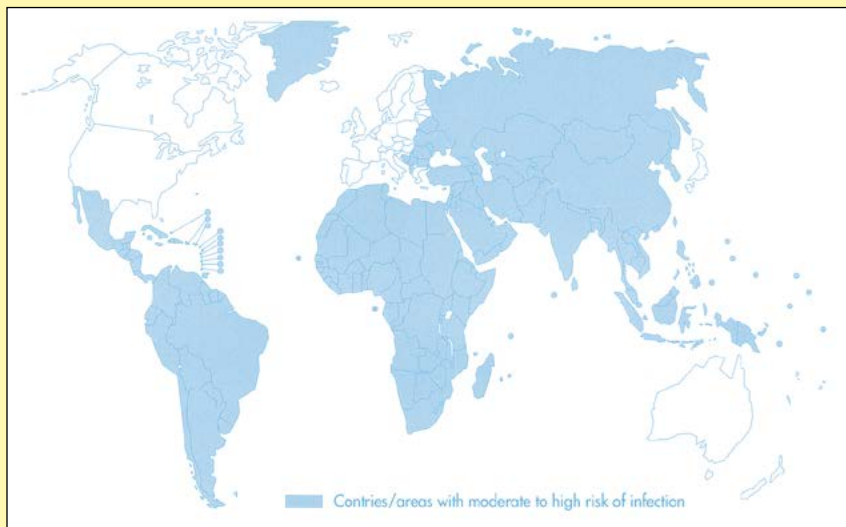 Contries/areas with moderate to high risk of infection